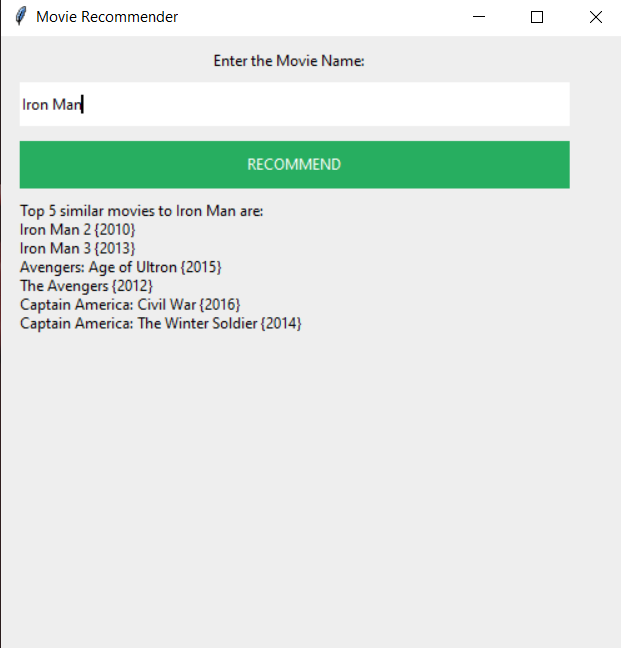 Movie Recommender
Enter the Movie Name:
Iron Man
RECOMMEND
Top 5 similar movies to Iron Man are:
Iron Man 2 {2010}
Iron Man 3 {2013}
Avengers: Age of Ultron {2015}
The Avengers {2012}
Captain America: Civil War {2016}
Captain America: The Winter Soldier {2014}